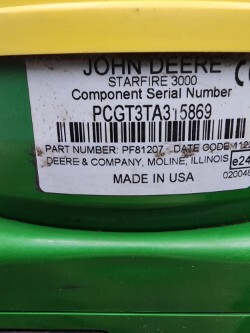 JOHN DEERE
STARFIRE 3000
Component Serial Number
PCGT3TA315869
PART NUMBER: PF81207 DATE CODE
DEERE & COMPANY, MOLINE, ILLINOIS
e24
MADE IN USA